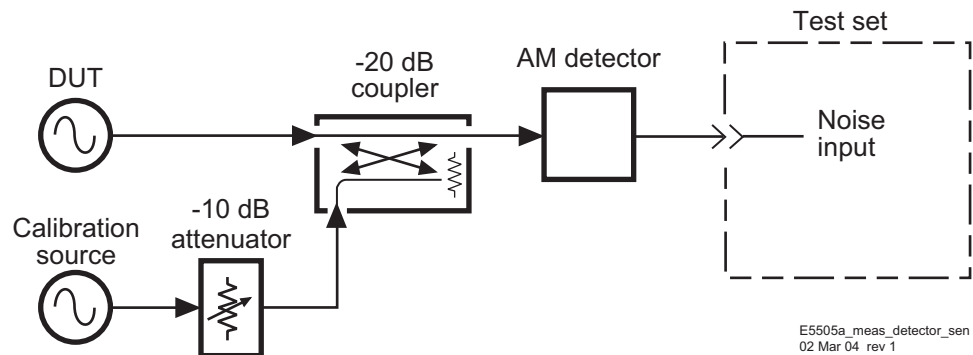 Test set
-20 dB
coupler
AM detector
DUT
Noise
input
-10 dB
attenuator
Calibration
source
E5505a_meas_detector_sen
02 Mar 04 rev 1